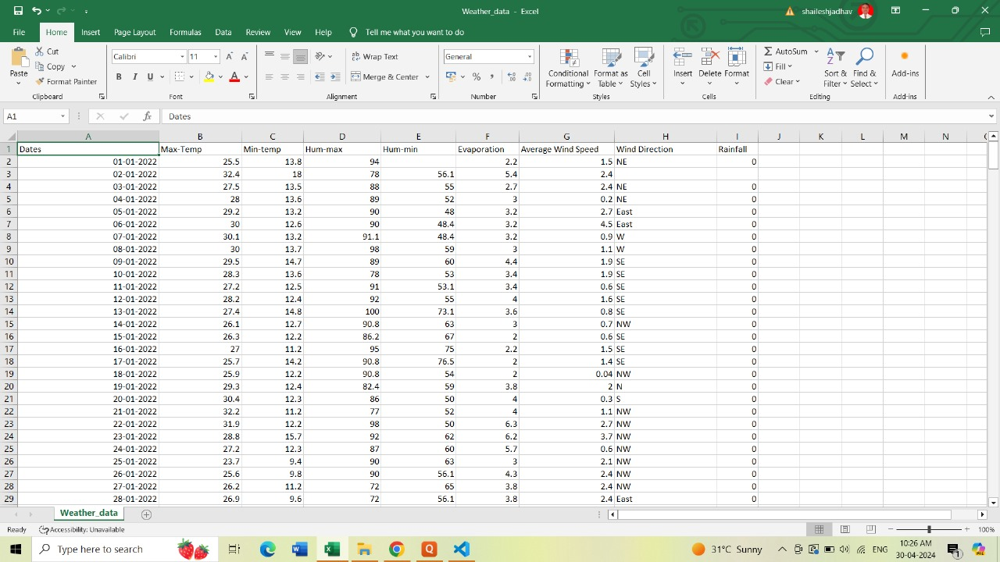 Weather_data - Excel
shaileshjadhav
File Home Insert Page Layout Formulas Data Review View Help Tell me what you want to do
Paste
Cut
Copy
Format Painter
Clipboard
Calibri 11
B I U
Font
Wrap Text
Merge & Center
Alignment
General
%
Number
Conditional Formatting
Format as Table
Cell Styles
Styles
Insert Delete Format
Cells
AutoSum
Fill
Clear
Sort & Filter
Find & Select
Editing
Add-ins
Add-ins
A1 fx Dates
A B C D E F G H I J K L M N
1 Dates Max-Temp Min-temp Hum-max Hum-min Evaporation Average Wind Speed Wind Direction Rainfall
2 01-01-2022 25.5 13.8 94 2.2 1.5 NE 0
3 02-01-2022 32.4 18 78 56.1 5.4 2.4
4 03-01-2022 27.5 13.5 88 55 2.7 2.4 NE 0
5 04-01-2022 28 13.6 89 52 3 0.2 NE 0
6 05-01-2022 29.2 13.2 90 48 3.2 2.7 East 0
7 06-01-2022 30 12.6 90 48.4 3.2 4.5 East 0
8 07-01-2022 30.1 13.2 91.1 48.4 3.2 0.9 W 0
9 08-01-2022 30 13.7 98 59 3 1.1 W 0
10 09-01-2022 29.5 14.7 89 60 4.4 1.9 SE 0
11 10-01-2022 28.3 13.6 78 53 3.4 1.9 SE 0
12 11-01-2022 27.2 12.5 91 53.1 3.4 0.6 SE 0
13 12-01-2022 28.2 12.4 92 55 4 1.6 SE 0
14 13-01-2022 27.4 14.8 100 73.1 3.6 0.8 SE 0
15 14-01-2022 26.1 12.7 90.8 63 3 0.7 NW 0
16 15-01-2022 26.3 12.2 86.2 67 2 0.6 SE 0
17 16-01-2022 27 11.2 95 75 2.2 1.5 SE 0
18 17-01-2022 25.7 14.2 90.8 76.5 2 1.4 SE 0
19 18-01-2022 25.9 12.2 90.8 54 2 0.04 NW 0
20 19-01-2022 29.3 12.4 82.4 59 3.8 2 N 0
21 20-01-2022 30.4 12.3 86 50 4 0.3 S 0
22 21-01-2022 32.2 11.2 77 52 4 1.1 NW 0
23 22-01-2022 31.9 12.2 98 50 6.3 2.7 NW 0
24 23-01-2022 28.8 15.7 92 62 6.2 3.7 NW 0
25 24-01-2022 27.2 12.3 87 60 5.7 0.6 NW 0
26 25-01-2022 23.7 9.4 90 63 3 2.1 NW 0
27 26-01-2022 25.6 9.8 90 56.1 4.3 2.4 NW 0
28 27-01-2022 26.2 11.2 72 65 3.8 2.4 NW 0
29 28-01-2022 26.9 9.6 72 56.1 3.8 2.4 East 0
Weather_data
Ready Accessibility: Unavailable 100%
Type here to search
31°C Sunny
ENG
10:26 AM
30-04-2024
1